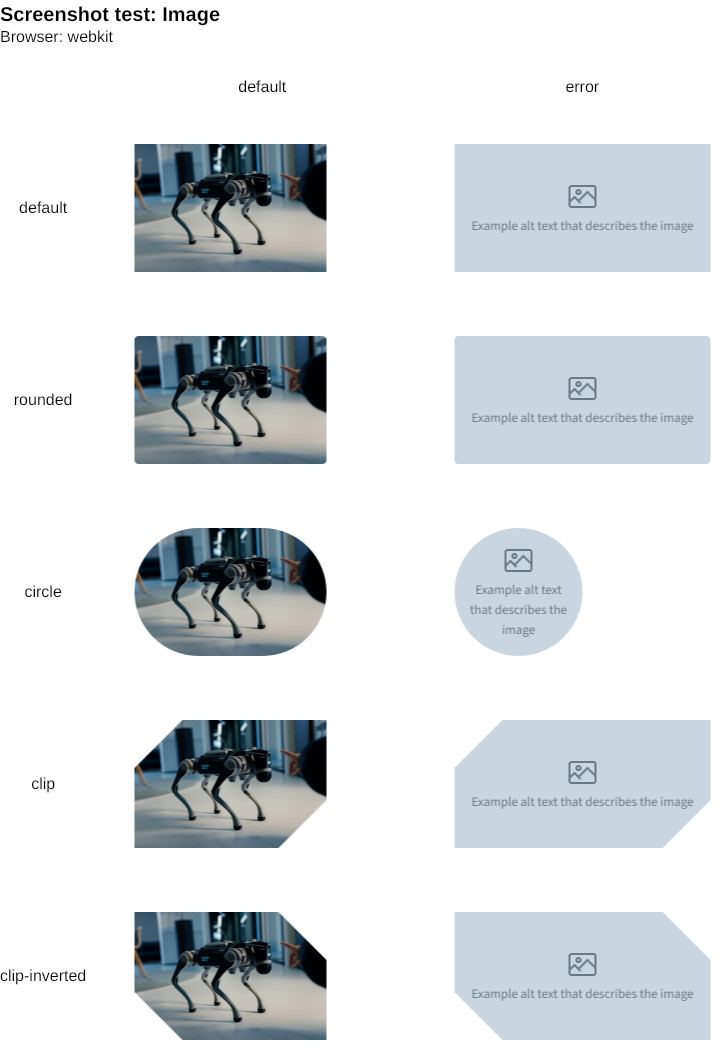 Screenshot test: Image
Browser: webkit
default error
default
Example alt text that describes the image
rounded
Example alt text that describes the image
circle
Example alt text
that describes the
image
clip
Example alt text that describes the image
clip-inverted
Example alt text that describes the image